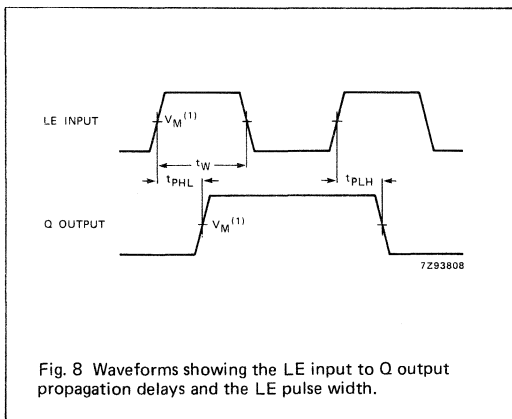 LE INPUT
V_M(1)
t_W
t_PHL
t_PLH
Q OUTPUT
V_M(1)
7Z93808
Fig. 8 Waveforms showing the LE input to Q output
propagation delays and the LE pulse width.